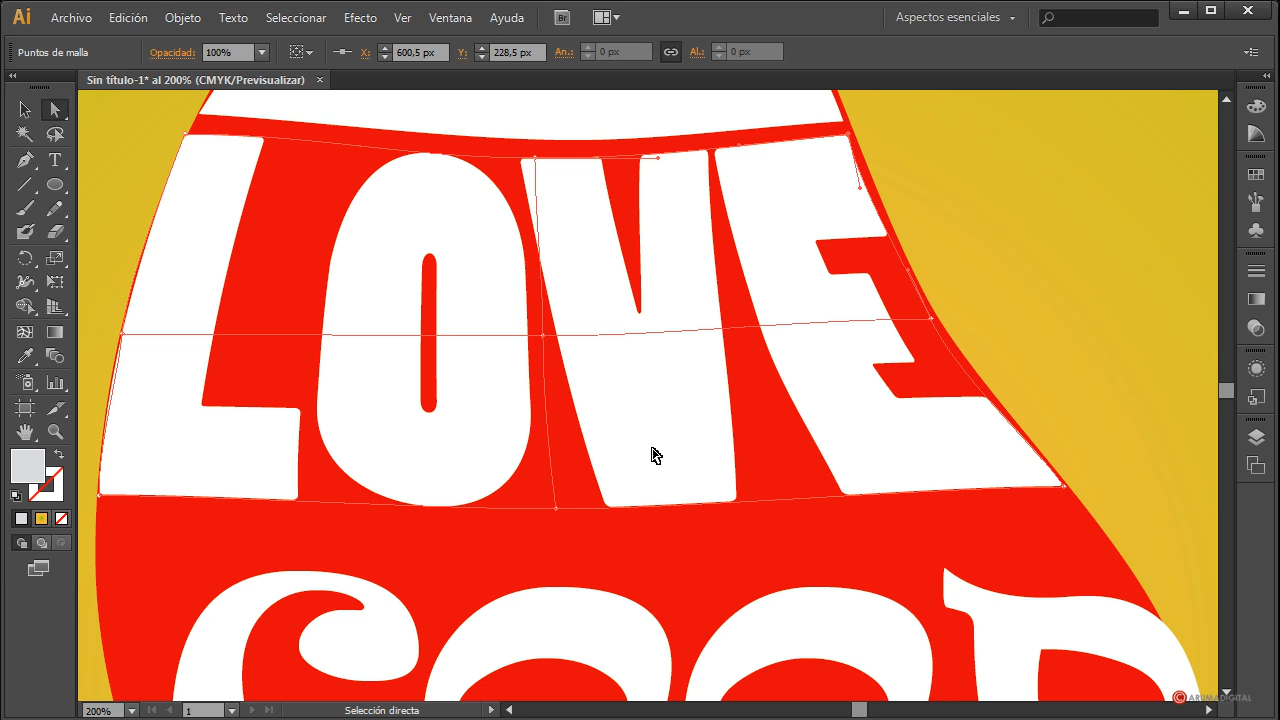 Ai Archivo Edición Objeto Texto Seleccionar Efecto Ver Ventana Ayuda Br Aspectos esenciales
Puntos de malla Opacidad: 100% X: 600,5 px Y: 228,5 px An.: 0 px Al.: 0 px
Sin título-1* al 200% (CMYK/Previsualizar)
LOVE
200% 1 Selección directa
ARUMADIGITAL